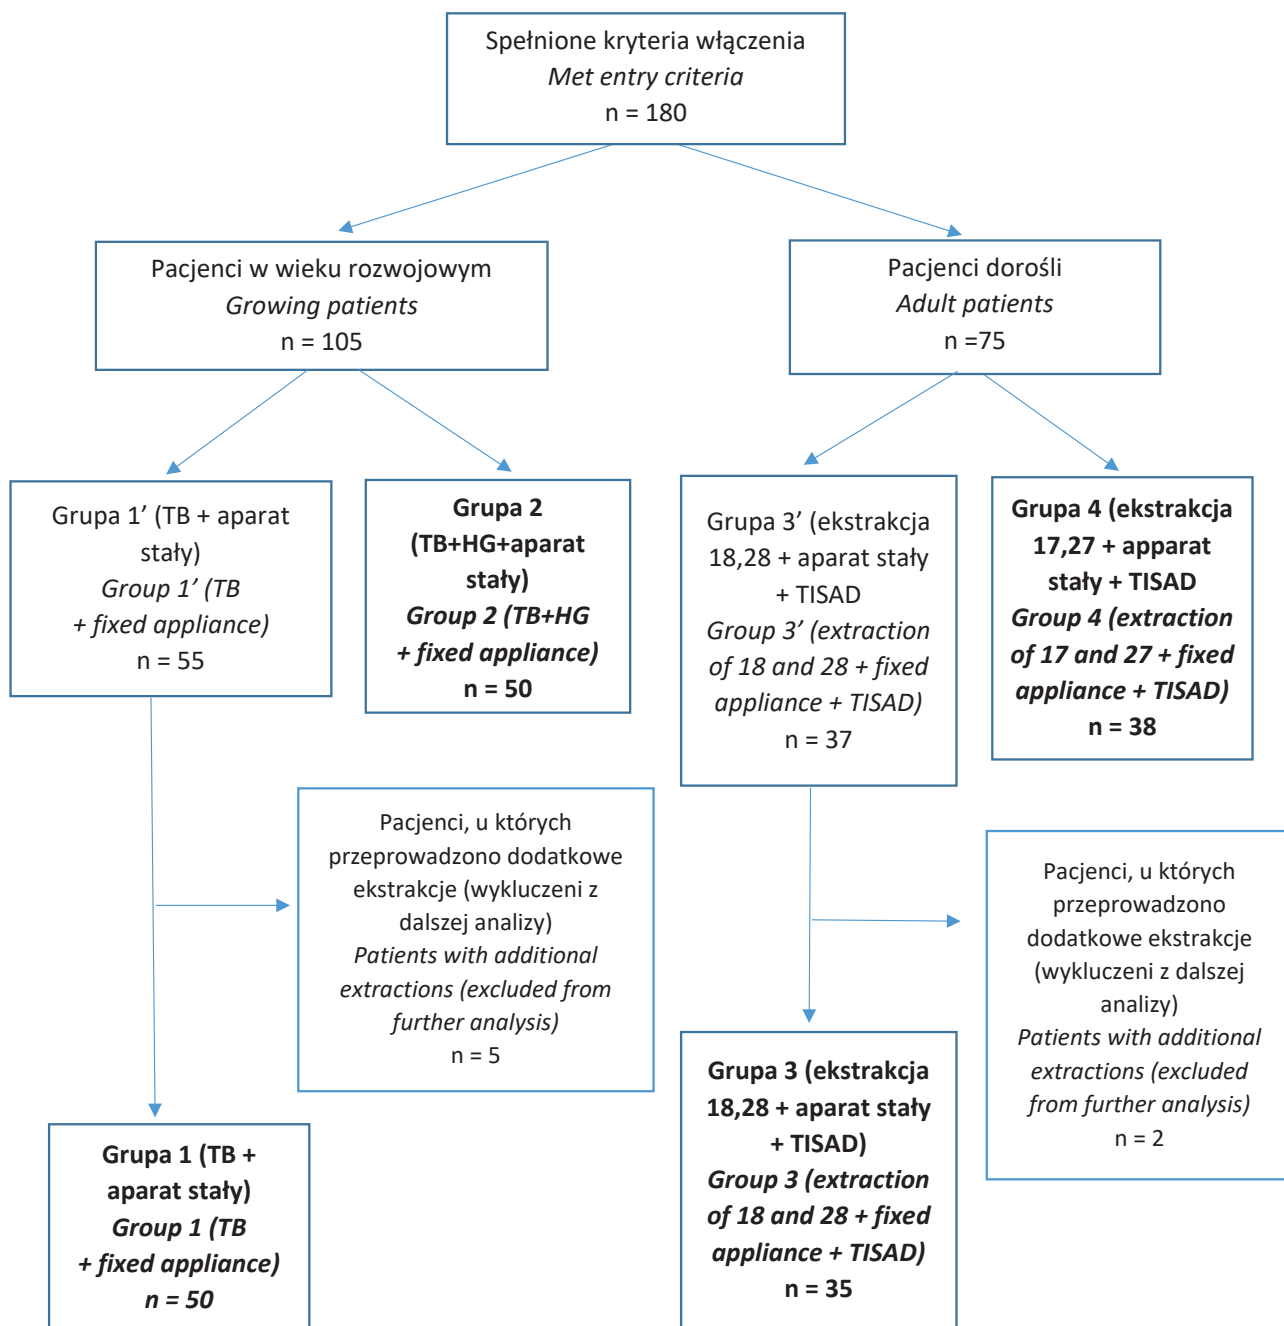 Spełnione kryteria włączenia
Met entry criteria
n = 180
Pacjenci w wieku rozwojowym
Growing patients
n = 105
Pacjenci dorośli
Adult patients
n =75
Grupa 1’ (TB + aparat
stały)
Group 1’ (TB
+ fixed appliance)
n = 55
Grupa 2
(TB+HG+aparat
stały)
Group 2 (TB+HG
+ fixed appliance)
n = 50
Grupa 3’ (ekstrakcja
18,28 + aparat stały
+ TISAD
Group 3’ (extraction
of 18 and 28 + fixed
appliance + TISAD)
n = 37
Grupa 4 (ekstrakcja
17,27 + apparat
stały + TISAD
Group 4 (extraction
of 17 and 27 + fixed
appliance + TISAD)
n = 38
Pacjenci, u których
przeprowadzono dodatkowe
ekstrakcje (wykluczeni z
dalszej analizy)
Patients with additional
extractions (excluded from
further analysis)
n = 5
Pacjenci, u których
przeprowadzono
dodatkowe ekstrakcje
(wykluczeni z dalszej
analizy)
Patients with additional
extractions (excluded
from further analysis)
n = 2
Grupa 1 (TB +
aparat stały)
Group 1 (TB
+ fixed appliance)
n = 50
Grupa 3 (ekstrakcja
18,28 + aparat stały
+ TISAD)
Group 3 (extraction
of 18 and 28 + fixed
appliance + TISAD)
n = 35